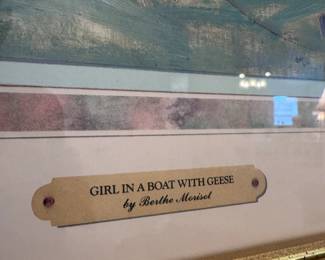 GIRL IN A BOAT WITH GEESE
by Berthe Morisot